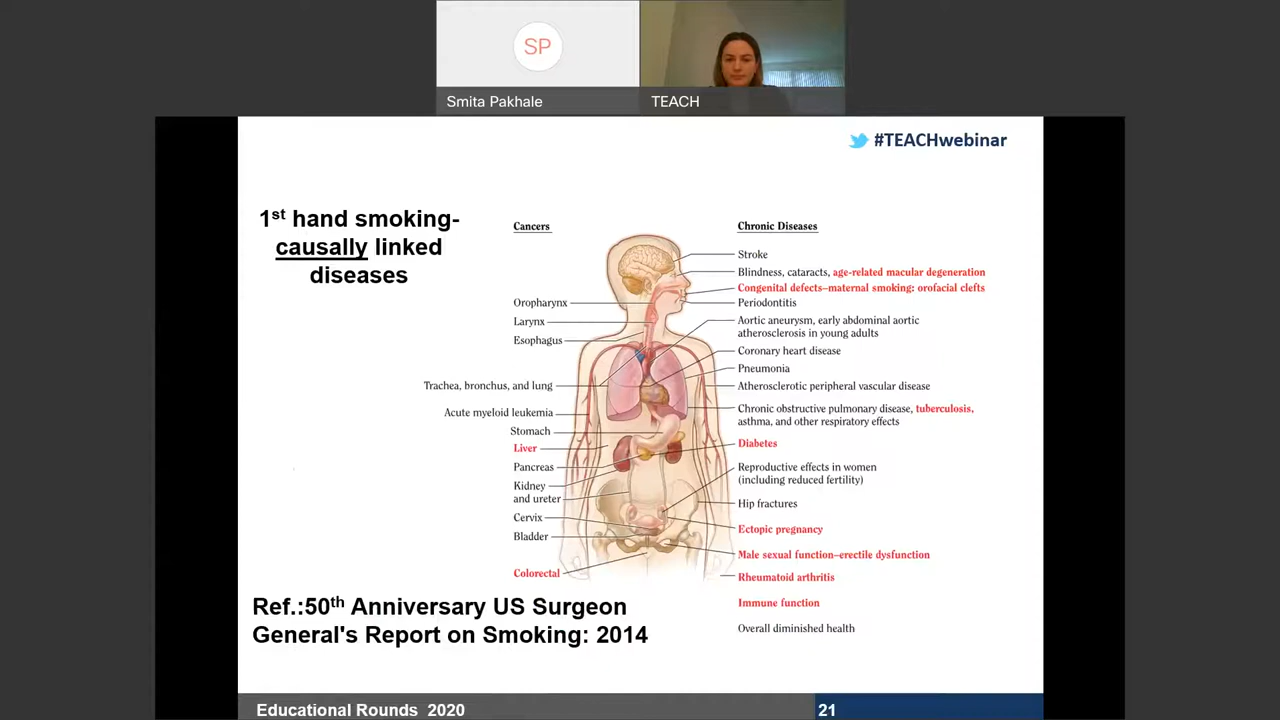 SP
Smita Pakhale
TEACH
#TEACHwebinar
1st hand smoking-
causally linked
diseases
Cancers
Oropharynx
Larynx
Esophagus
Trachea, bronchus, and lung
Acute myeloid leukemia
Stomach
Liver
Pancreas
Kidney
and ureter
Cervix
Bladder
Colorectal
Chronic Diseases
Stroke
Blindness, cataracts, age-related macular degeneration
Congenital defects–maternal smoking: orofacial clefts
Periodontitis
Aortic aneurysm, early abdominal aortic
atherosclerosis in young adults
Coronary heart disease
Pneumonia
Atherosclerotic peripheral vascular disease
Chronic obstructive pulmonary disease, tuberculosis,
asthma, and other respiratory effects
Diabetes
Reproductive effects in women
(including reduced fertility)
Hip fractures
Ectopic pregnancy
Male sexual function–erectile dysfunction
Rheumatoid arthritis
Immune function
Overall diminished health
Ref.:50th Anniversary US Surgeon
General's Report on Smoking: 2014
Educational Rounds 2020
21